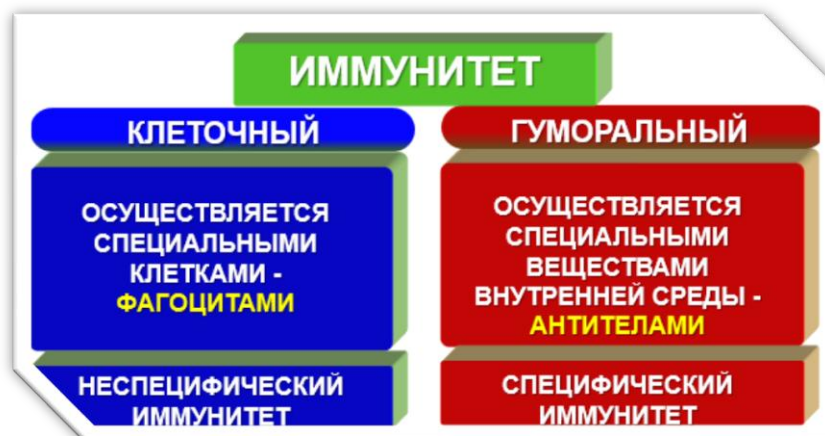 ИММУНИТЕТ
КЛЕТОЧНЫЙ
ОСУЩЕСТВЛЯЕТСЯ
СПЕЦИАЛЬНЫМИ
КЛЕТКАМИ -
ФАГОЦИТАМИ
НЕСПЕЦИФИЧЕСКИЙ
ИММУНИТЕТ
ГУМОРАЛЬНЫЙ
ОСУЩЕСТВЛЯЕТСЯ
СПЕЦИАЛЬНЫМИ
ВЕЩЕСТВАМИ
ВНУТРЕННЕЙ СРЕДЫ -
АНТИТЕЛАМИ
СПЕЦИФИЧЕСКИЙ
ИММУНИТЕТ